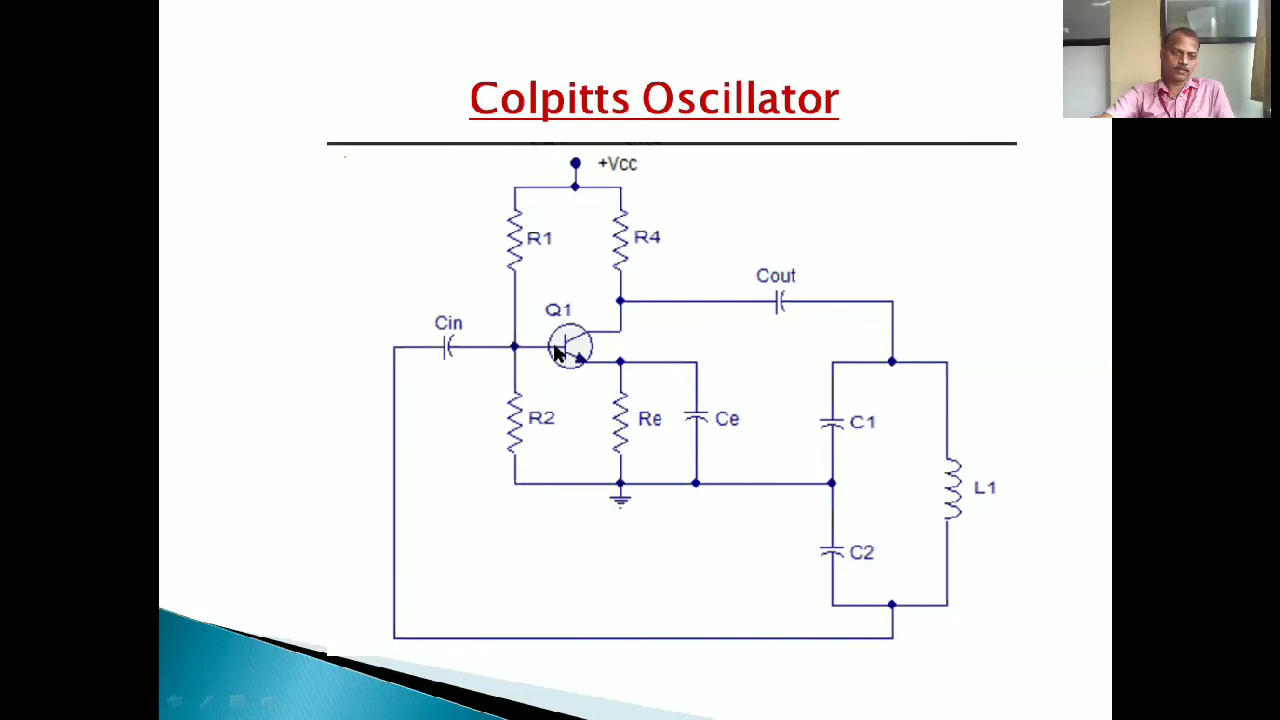 Colpitts Oscillator
+Vcc
R1
R4
Cout
Q1
Cin
R2
Re
Ce
C1
L1
C2